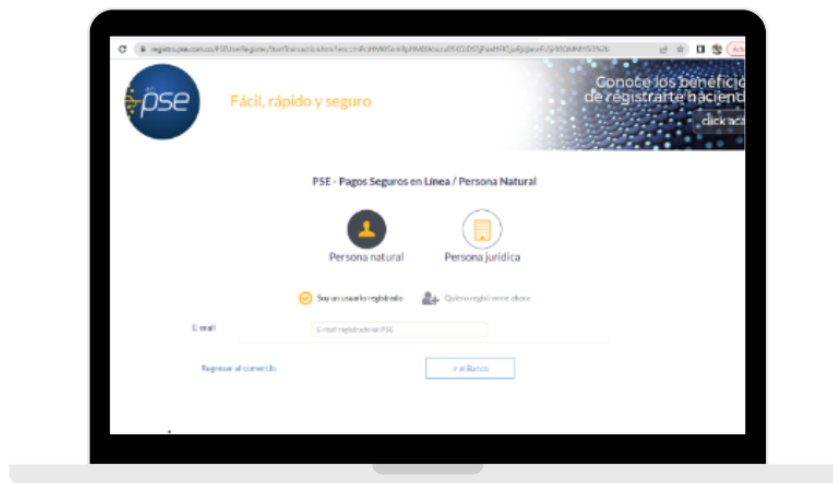 pse
Fácil, rápido y seguro
Conoce los beneficio
de registrarte haciend
click acá
PSE - Pagos Seguros en Línea / Persona Natural
Persona natural
Persona jurídica
Soy un usuario registrado
Quiero registrarme ahora
E-mail
E-mail registrado en PSE
Regresar al comercio
Ir al Banco